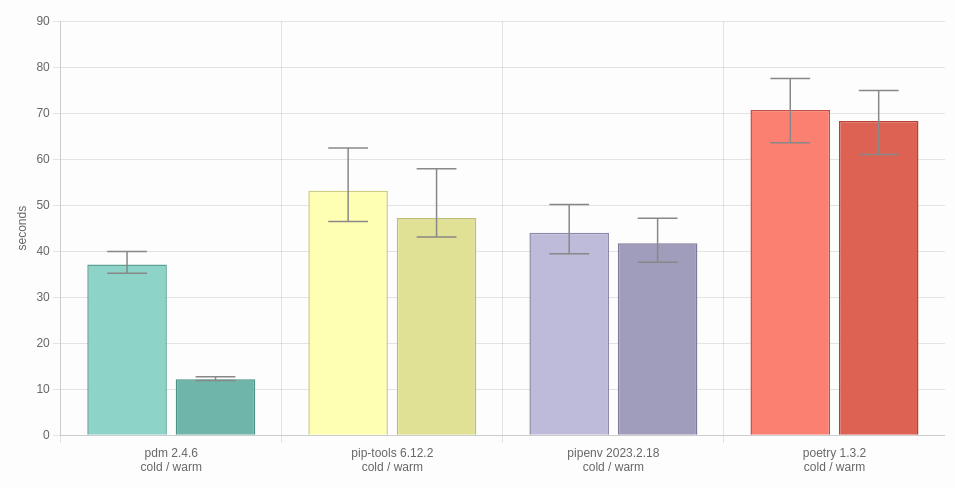 90
80
70
60
50
40
30
20
10
0
seconds
pdm 2.4.6
cold / warm
pip-tools 6.12.2
cold / warm
pipenv 2023.2.18
cold / warm
poetry 1.3.2
cold / warm